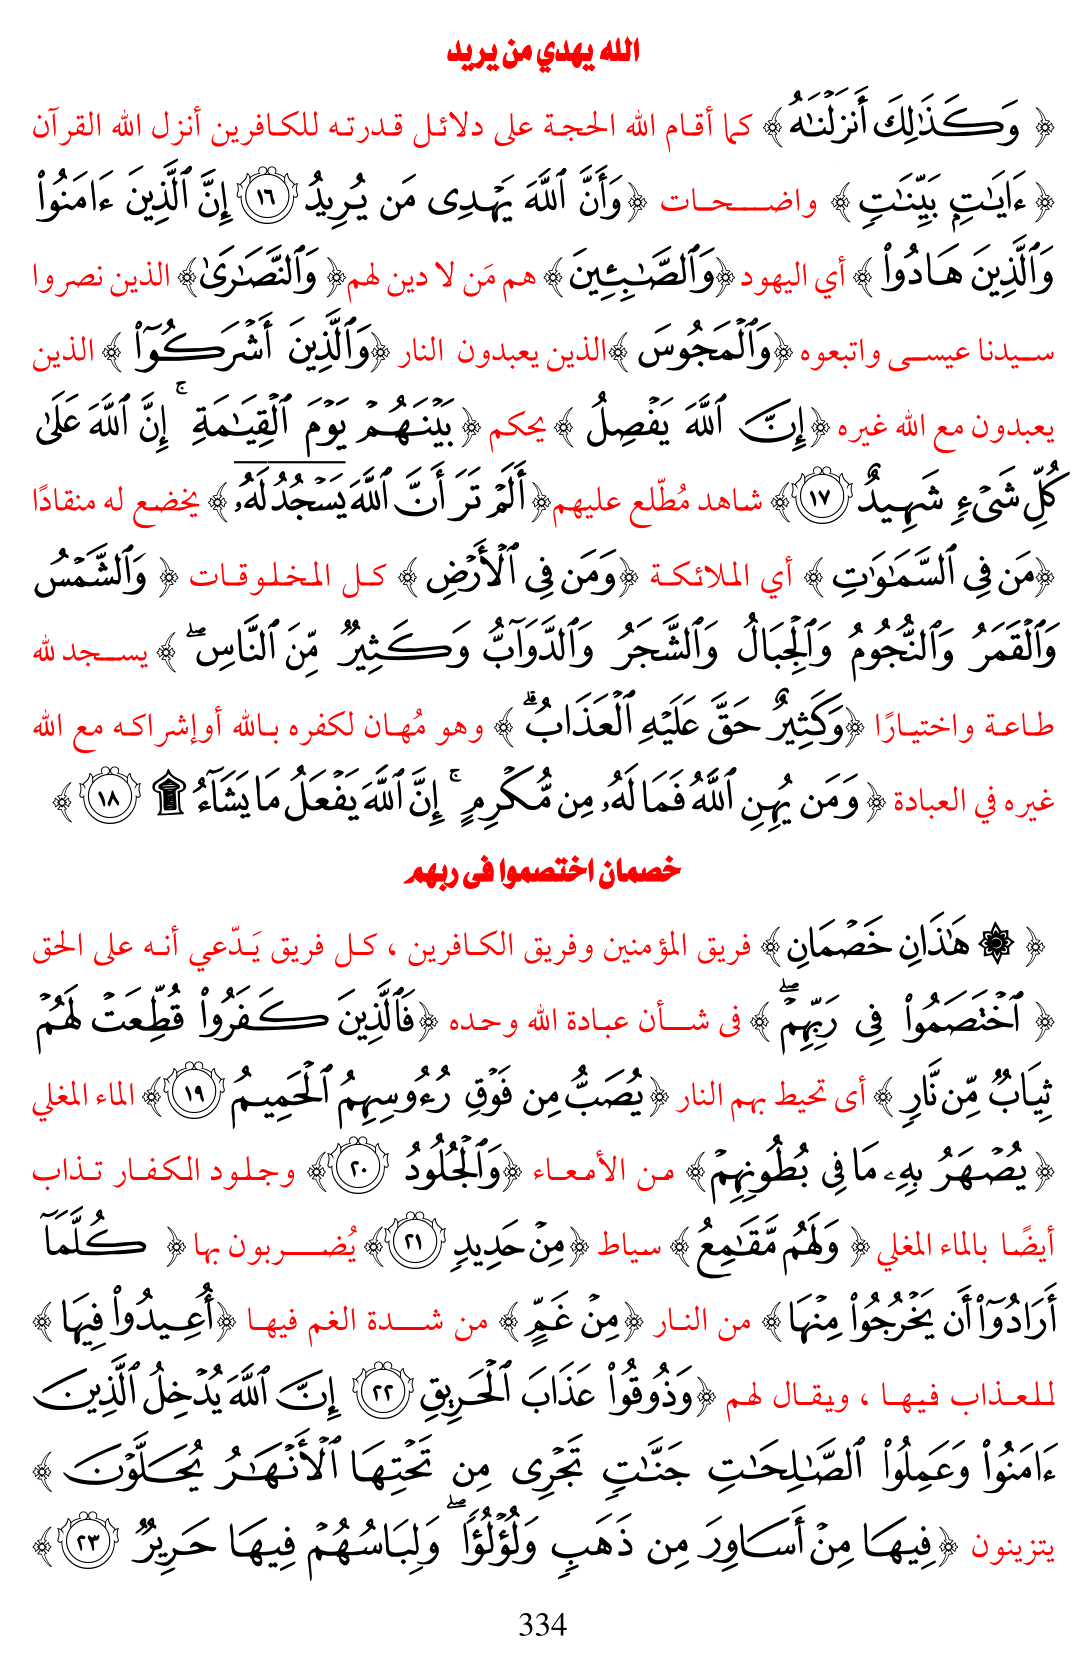 الله يهدي من يريد
﴿ وَكَذَٰلِكَ أَنزَلْنَٰهُ ﴾ كما أقام الله الحجة على دلائل قدرته للكافرين أنزل الله القرآن
﴿ ءَايَٰتِۭ بَيِّنَٰتٍۢ ﴾ واضحات ﴿وَأَنَّ ٱللَّهَ يَهْدِى مَن يُرِيدُ ١٦ إِنَّ ٱلَّذِينَ ءَامَنُوا۟
وَٱلَّذِينَ هَادُوا۟ ﴾ أي اليهود ﴿وَٱلصَّٰبِـِٔينَ ﴾ هم مَن لا دين لهم﴿ وَٱلنَّصَٰرَىٰ﴾ الذين نصروا
سيدنا عيسى واتبعوه ﴿وَٱلْمَجُوسَ ﴾الذين يعبدون النار ﴿وَٱلَّذِينَ أَشْرَكُوٓا۟ ﴾ الذين
يعبدون مع الله غيره ﴿إِنَّ ٱللَّهَ يَفْصِلُ ﴾ يحكم ﴿ بَيْنَهُمْ يَوْمَ ٱلْقِيَٰمَةِ ۚ إِنَّ ٱللَّهَ عَلَىٰ
كُلِّ شَىْءٍۢ شَهِيدٌ ١٧﴾ شاهد مُطّلع عليهم﴿ أَلَمْ تَرَ أَنَّ ٱللَّهَ يَسْجُدُ لَهُۥ ﴾ يخضع له منقادًا
﴿مَن فِى ٱلسَّمَٰوَٰتِ ﴾ أي الملائكة ﴿وَمَن فِى ٱلْأَرْضِ ﴾ كل المخلوقات ﴿ وَٱلشَّمْسُ
وَٱلْقَمَرُ وَٱلنُّجُومُ وَٱلْجِبَالُ وَٱلشَّجَرُ وَٱلدَّوَآبُّ وَكَثِيرٌۭ مِّنَ ٱلنَّاسِ ۖ ﴾ يسجد لله
طاعة واختيارًا ﴿وَكَثِيرٌ حَقَّ عَلَيْهِ ٱلْعَذَابُ ۗ ﴾ وهو مُهان لكفره بالله أوإشراكه مع الله
غيره في العبادة ﴿ وَمَن يُهِنِ ٱللَّهُ فَمَا لَهُۥ مِن مُّكْرِمٍ ۚ إِنَّ ٱللَّهَ يَفْعَلُ مَا يَشَآءُ ۩ ١٨ ﴾
خصمان اختصموا فى ربهم
﴿ ۞ هَٰذَانِ خَصْمَانِ ﴾ فريق المؤمنين وفريق الكافرين ، كل فريق يَدّعي أنه على الحق
﴿ ٱخْتَصَمُوا۟ فِى رَبِّهِمْ ۖ ﴾ فى شأن عبادة الله وحده ﴿فَٱلَّذِينَ كَفَرُوا۟ قُطِّعَتْ لَهُمْ
ثِيَابٌۭ مِّن نَّارٍۢ ﴾ أى تحيط بهم النار ﴿ يُصَبُّ مِن فَوْقِ رُءُوسِهِمُ ٱلْحَمِيمُ ١٩﴾ الماء المغلي
﴿ يُصْهَرُ بِهِۦ مَا فِى بُطُونِهِمْ﴾ من الأمعاء ﴿وَٱلْجُلُودُ ٢٠﴾ وجلود الكفار تذاب
أيضًا بالماء المغلي ﴿ وَلَهُم مَّقَٰمِعُ ﴾ سياط ﴿مِنْ حَدِيدٍۢ ٢١﴾ يُضربون بها ﴿ كُلَّمَآ
أَرَادُوٓا۟ أَن يَخْرُجُوا۟ مِنْهَا﴾ من النار ﴿مِنْ غَمٍّ ﴾ من شدة الغم فيها ﴿أُعِيدُوا۟ فِيهَا ﴾
للعذاب فيها ، ويقال لهم ﴿وَذُوقُوا۟ عَذَابَ ٱلْحَرِيقِ ٢٢ إِنَّ ٱللَّهَ يُدْخِلُ ٱلَّذِينَ
ءَامَنُوا۟ وَعَمِلُوا۟ ٱلصَّٰلِحَٰتِ جَنَّٰتٍۢ تَجْرِى مِن تَحْتِهَا ٱلْأَنْهَٰرُ يُحَلَّوْنَ ﴾
يتزينون ﴿فِيهَا مِنْ أَسَاوِرَ مِن ذَهَبٍۢ وَلُؤْلُؤًۭا ۖ وَلِبَاسُهُمْ فِيهَا حَرِيرٌۭ ٢٣ ﴾
334